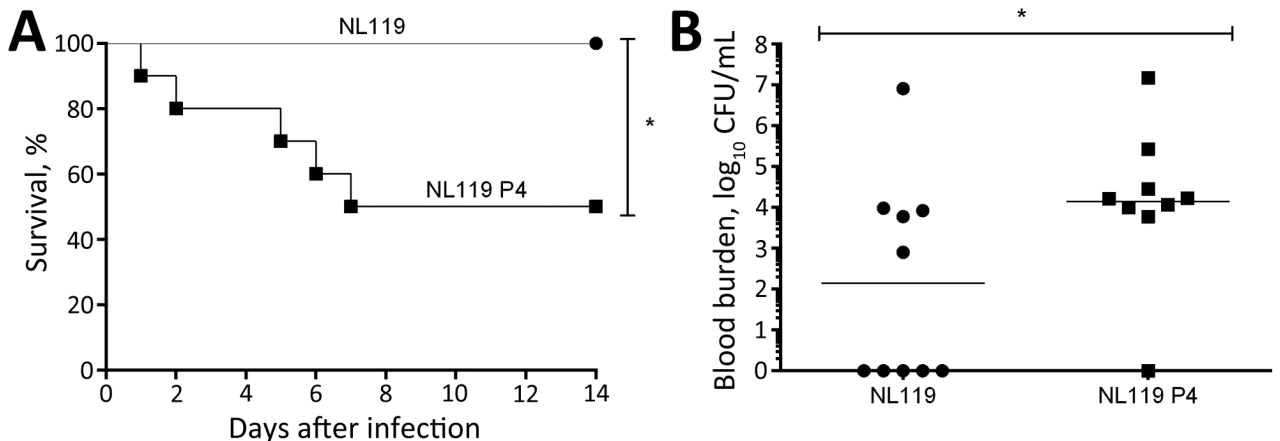 A
NL119
100
80
60
40
20
0
Survival, %
NL119 P4
*
0 2 4 6 8 10 12 14
Days after infection
B
*
8
7
6
5
4
3
2
1
0
Blood burden, log10 CFU/mL
NL119 NL119 P4